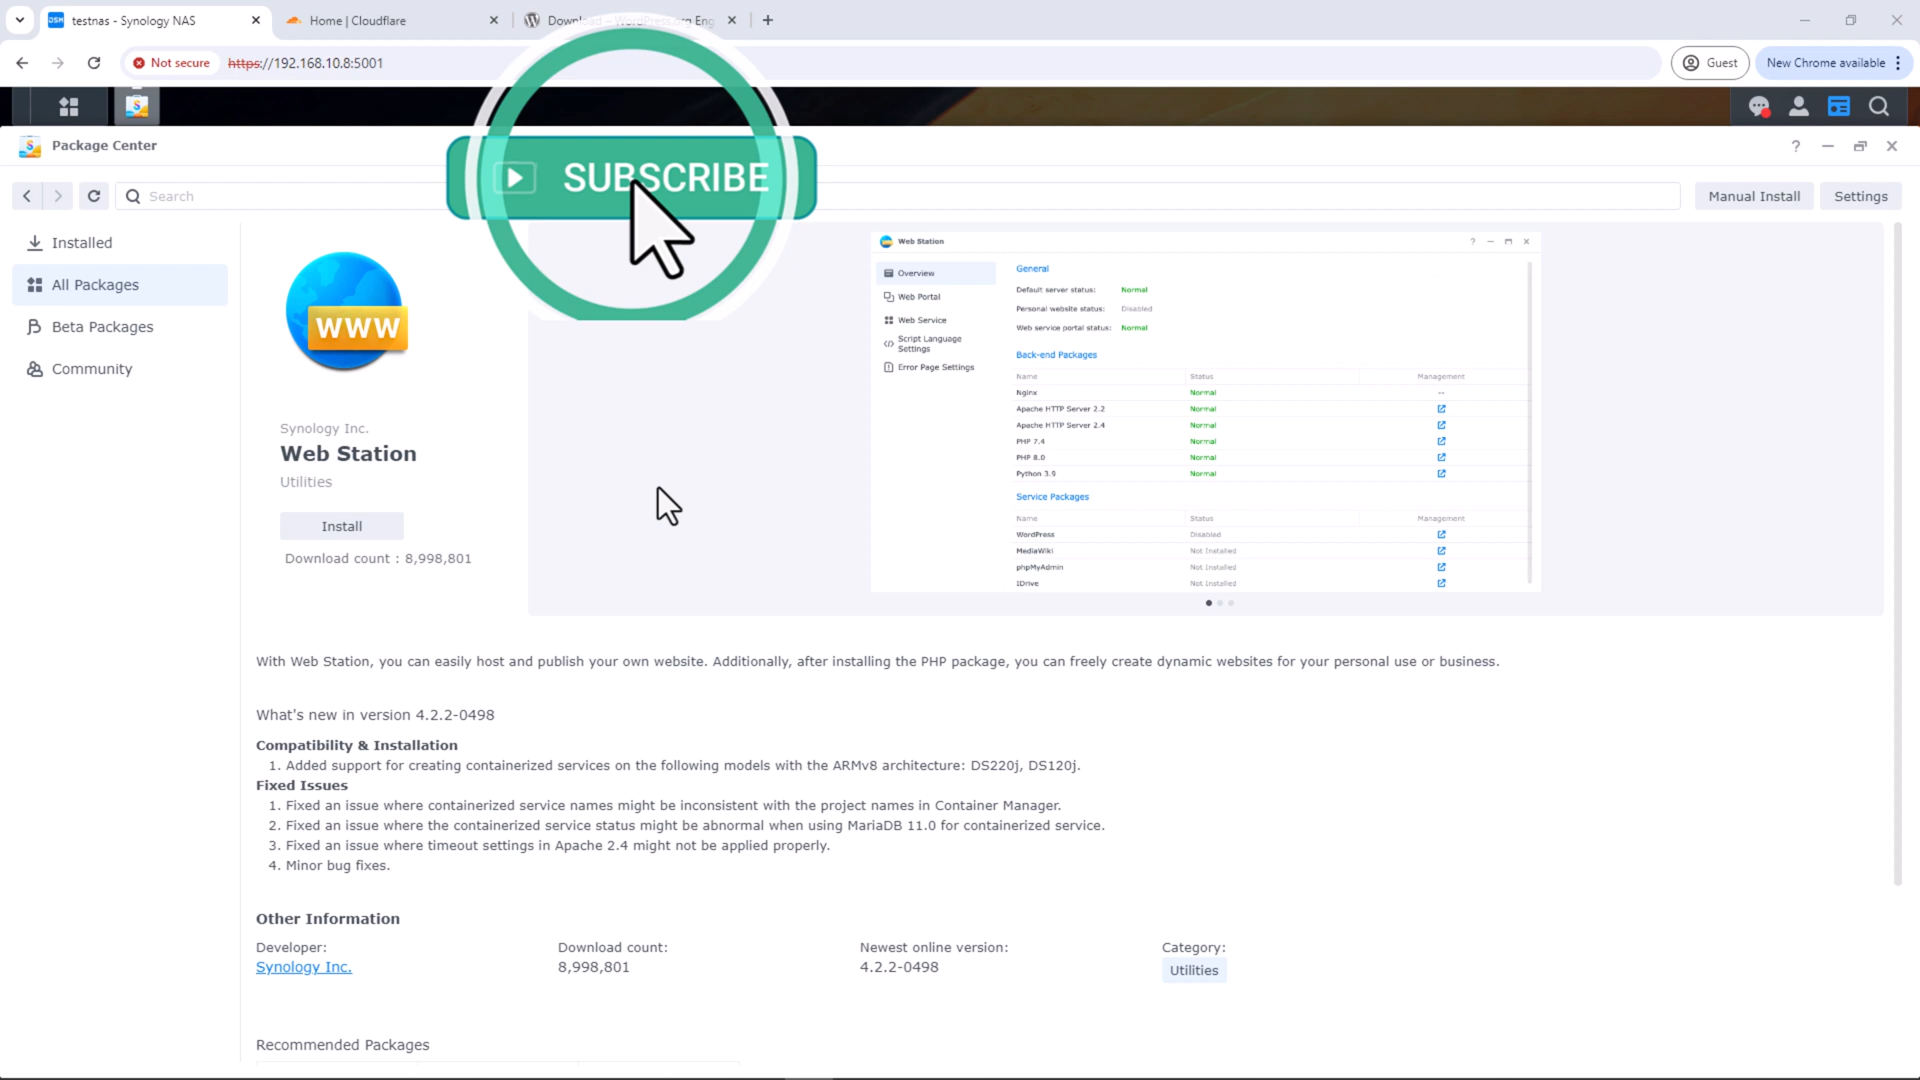 DSM testnas - Synology NAS
Home | Cloudflare
Download – WordPress.org Eng
Not secure https://192.168.10.8:5001
Guest
New Chrome available
Package Center
Search
Manual Install
Settings
SUBSCRIBE
Installed
All Packages
Beta Packages
Community
WWW
Synology Inc.
Web Station
Utilities
Install
Download count : 8,998,801
Web Station
Overview
Web Portal
Web Service
Script Language
Settings
Error Page Settings
General
Default server status: Normal
Personal website status: Disabled
Web service portal status: Normal
Back-end Packages
Name Status Management
Nginx Normal --
Apache HTTP Server 2.2 Normal
Apache HTTP Server 2.4 Normal
PHP 7.4 Normal
PHP 8.0 Normal
Python 3.9 Normal
Service Packages
Name Status Management
WordPress Disabled
MediaWiki Not Installed
phpMyAdmin Not Installed
IDrive Not Installed
With Web Station, you can easily host and publish your own website. Additionally, after installing the PHP package, you can freely create dynamic websites for your personal use or business.
What's new in version 4.2.2-0498
Compatibility & Installation
1. Added support for creating containerized services on the following models with the ARMv8 architecture: DS220j, DS120j.
Fixed Issues
1. Fixed an issue where containerized service names might be inconsistent with the project names in Container Manager.
2. Fixed an issue where the containerized service status might be abnormal when using MariaDB 11.0 for containerized service.
3. Fixed an issue where timeout settings in Apache 2.4 might not be applied properly.
4. Minor bug fixes.
Other Information
Developer: Download count: Newest online version: Category:
Synology Inc. 8,998,801 4.2.2-0498 Utilities
Recommended Packages